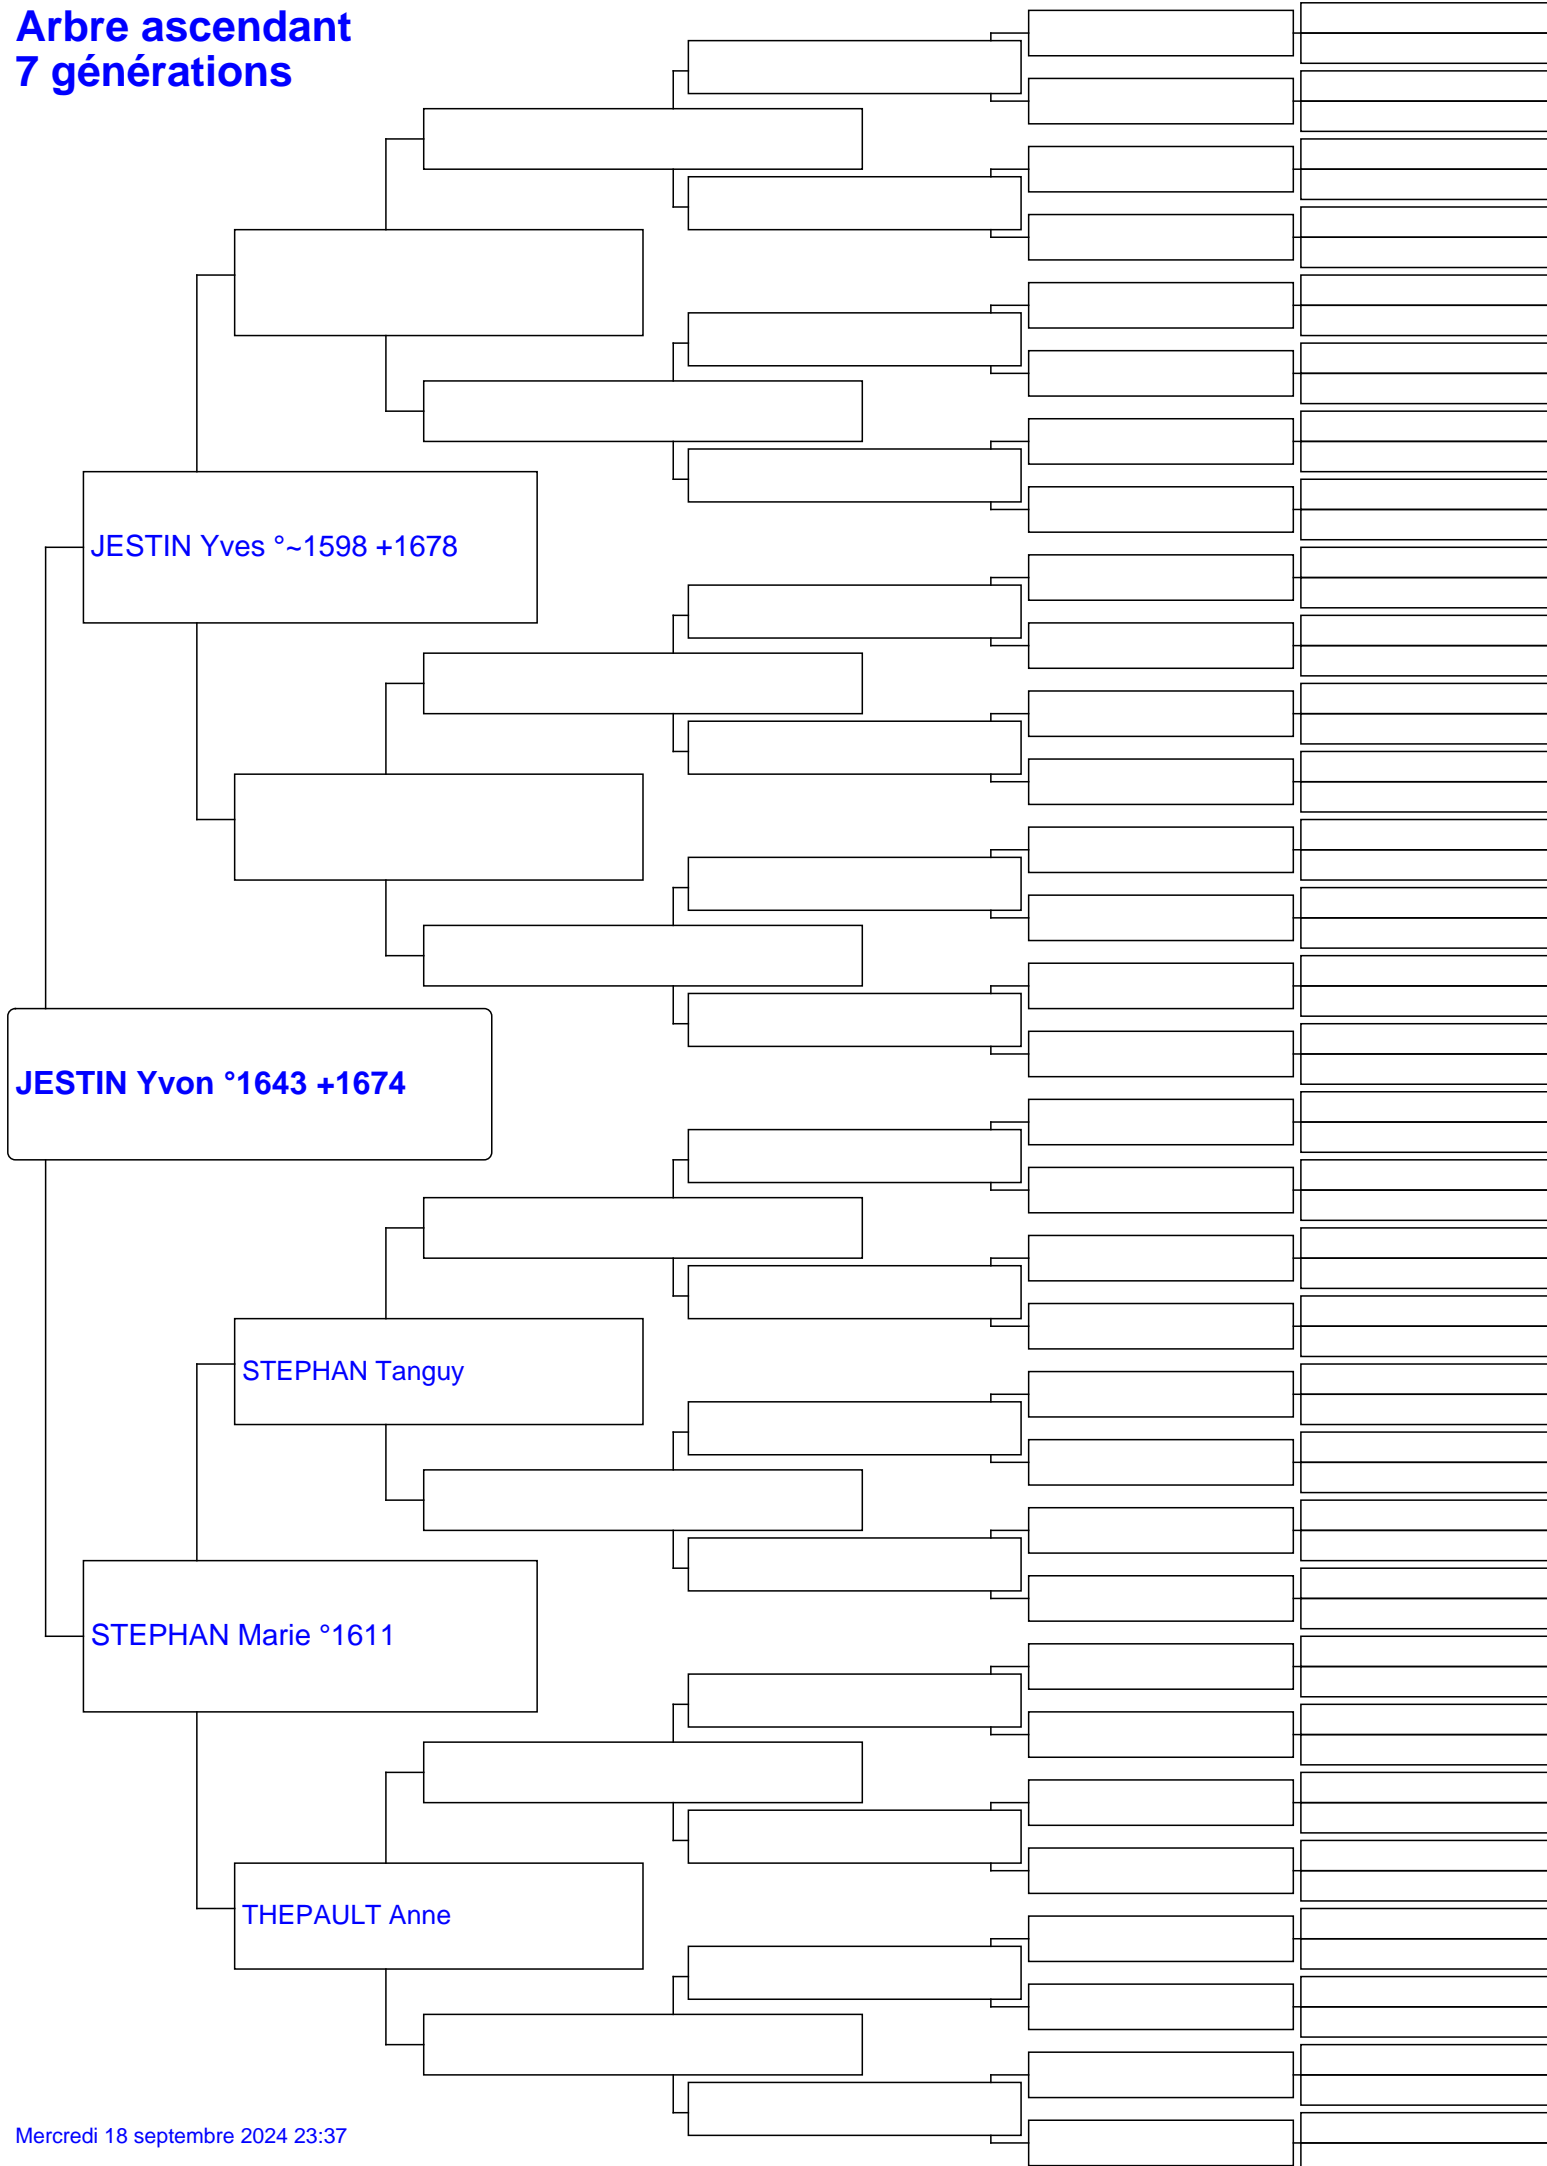 Arbre ascendant
7 générations
JESTIN Yves °~1598 +1678
JESTIN Yvon °1643 +1674
STEPHAN Tanguy
STEPHAN Marie °1611
THEPAULT Anne
Mercredi 18 septembre 2024 23:37